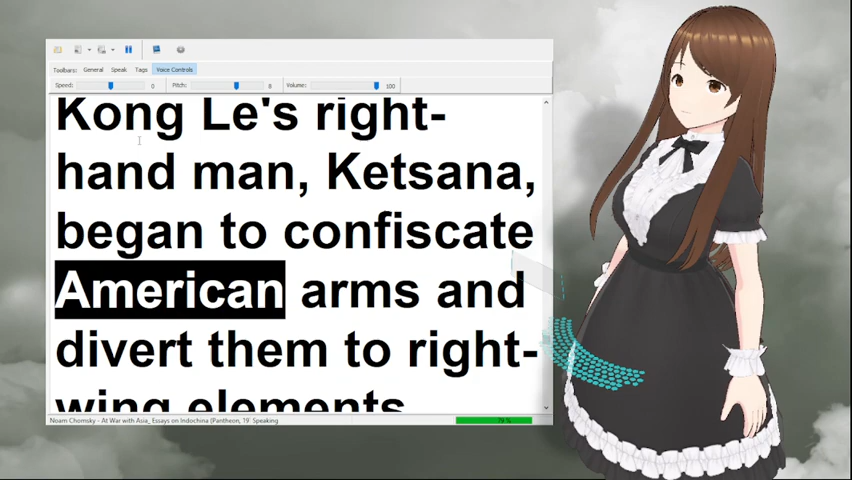 Toolbars: General Speak Tags Voice Controls
Speed: 0 Pitch: 8 Volume: 100
Kong Le's right-
hand man, Ketsana,
began to confiscate
American arms and
divert them to right-
wing elements
Noam Chomsky - At War with Asia_ Essays on Indochina (Pantheon, 19 Speaking 79 %